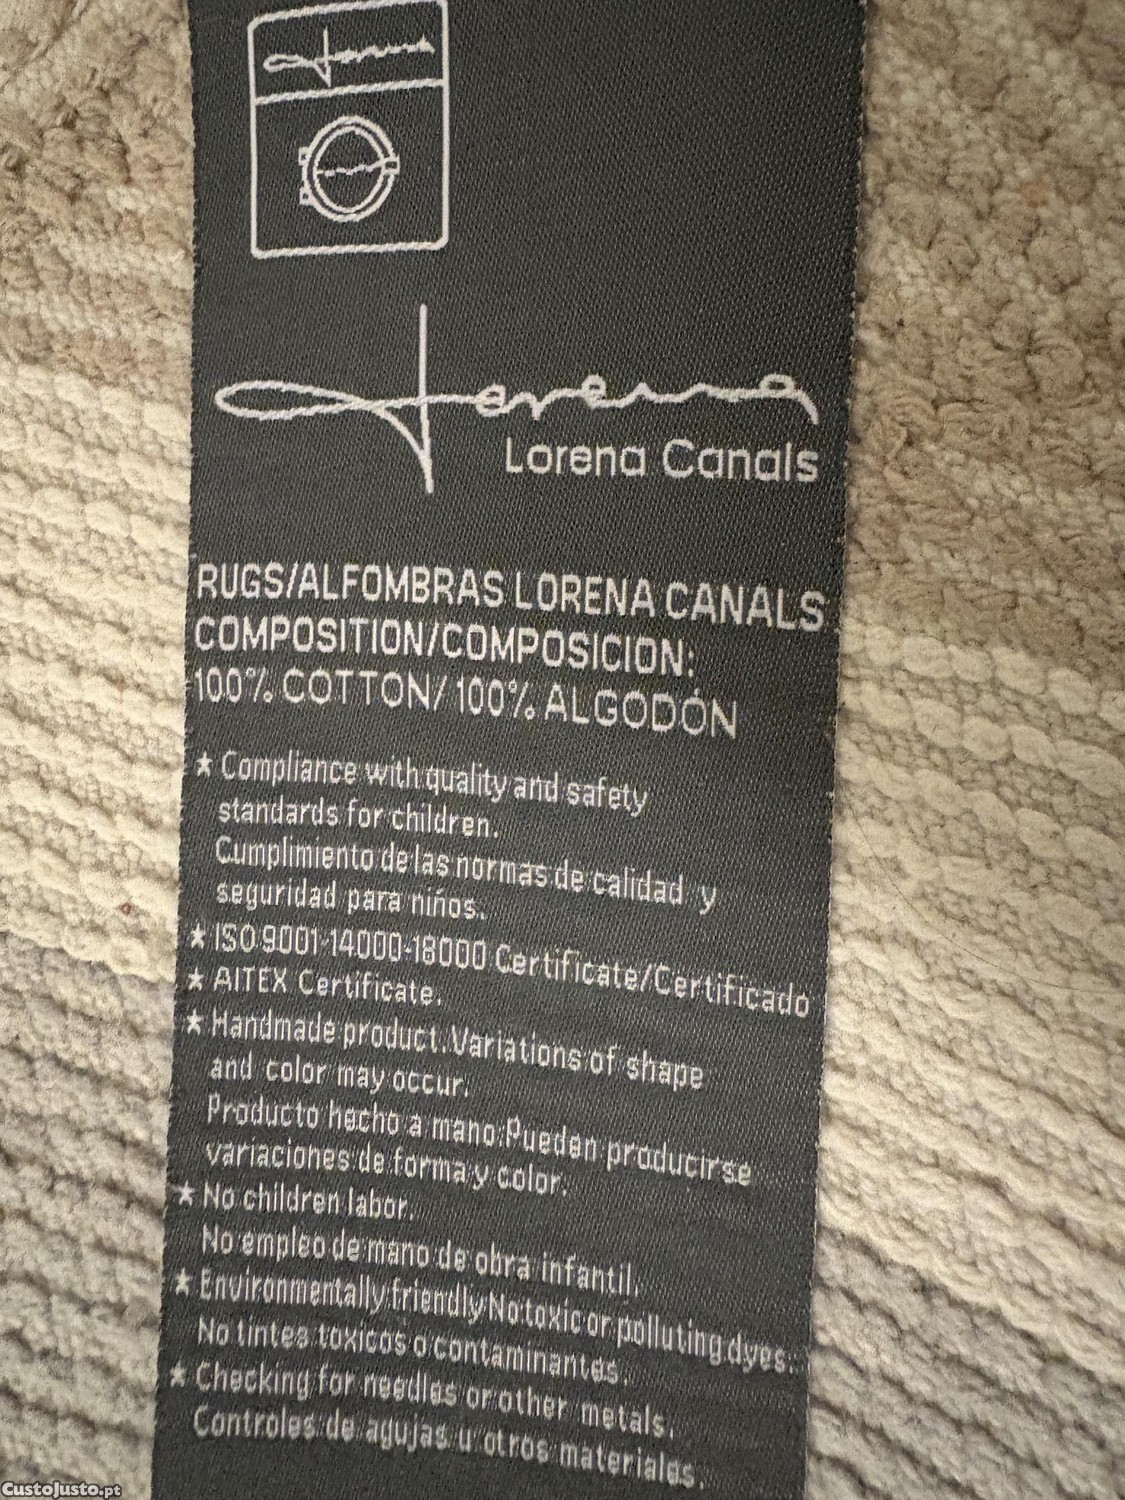 Lorena
Lorena
Lorena Canals
RUGS/ALFOMBRAS LORENA CANALS
COMPOSITION/COMPOSICION:
100% COTTON/ 100% ALGODÓN
★ Compliance with quality and safety
standards for children.
Cumplimiento de las normas de calidad y
seguridad para niños.
★ ISO 9001-14000-18000 Certificate/Certificado
★ AITEX Certificate.
★ Handmade product.Variations of shape
and color may occur.
Producto hecho a mano.Pueden producirse
variaciones de forma y color.
★ No children labor.
No empleo de mano de obra infantil.
★ Environmentally friendly No toxic or polluting dyes.
No tintes toxicos o contaminantes.
★ Checking for needles or other metals.
Controles de agujas u otros materiales.
CustoJusto.pt